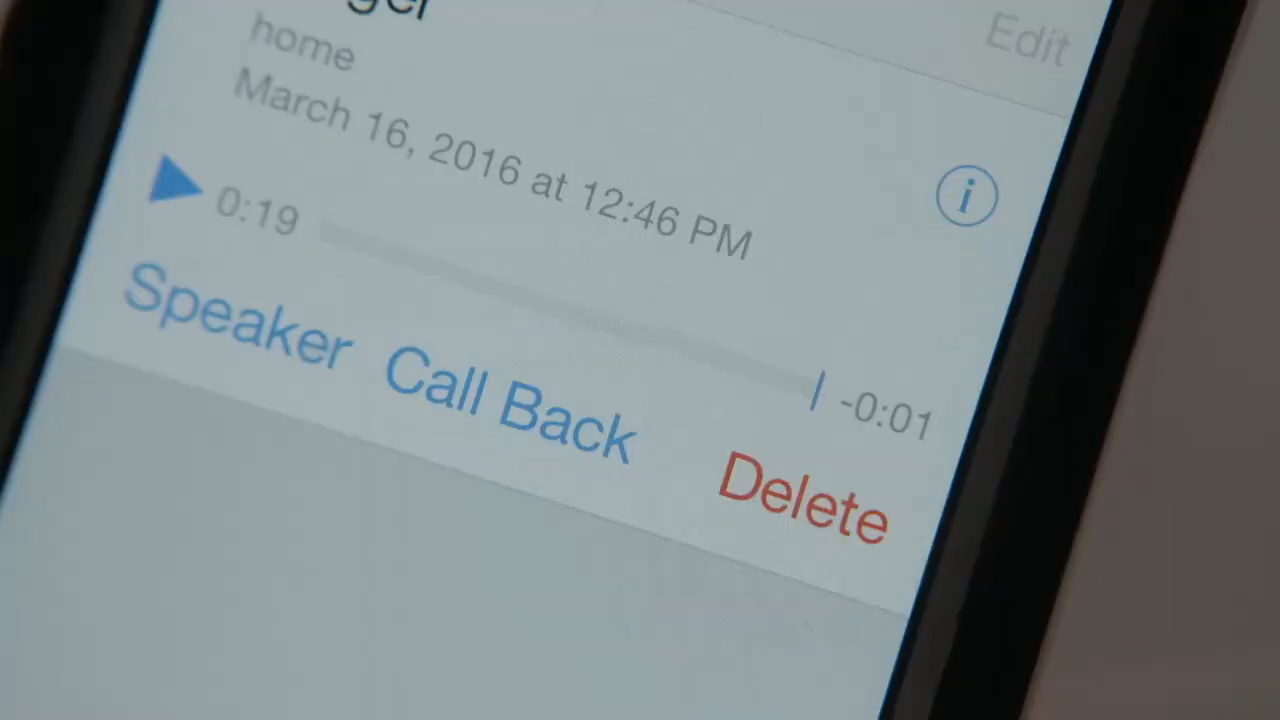 Edit
home
March 16, 2016 at 12:46 PM
0:19 -0:01
Speaker Call Back Delete